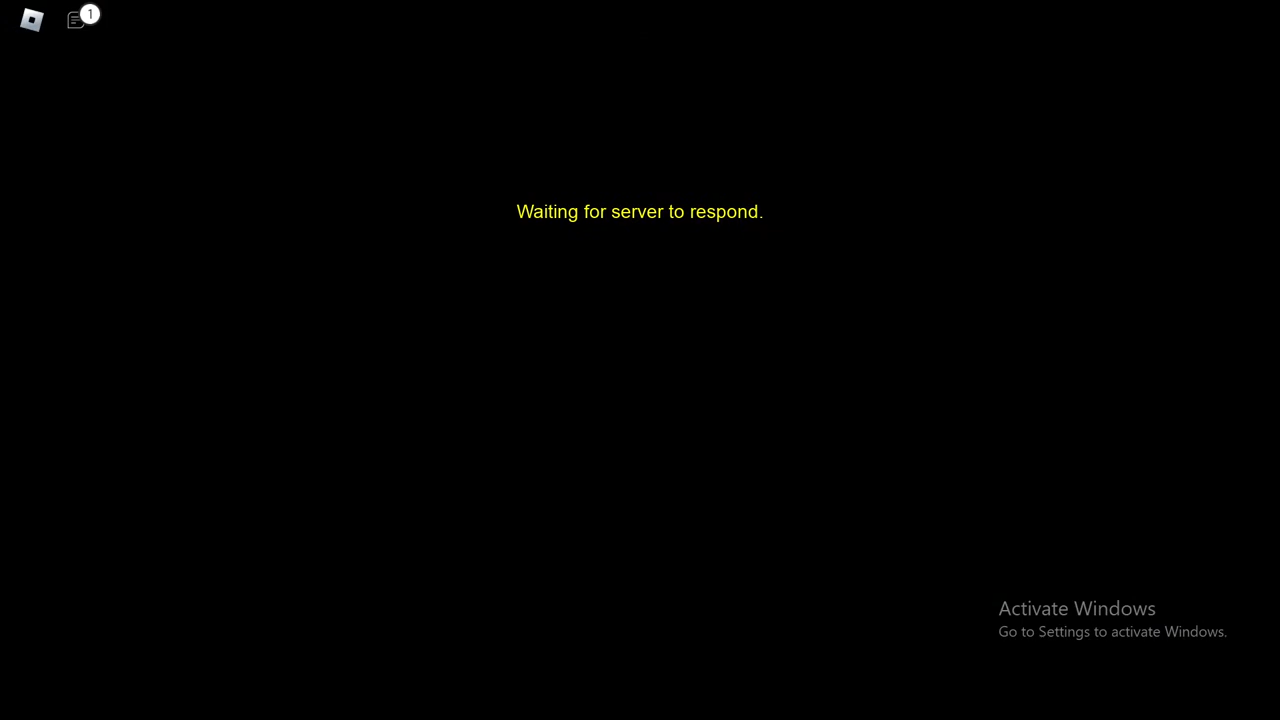 1
Waiting for server to respond.
Activate Windows
Go to Settings to activate Windows.